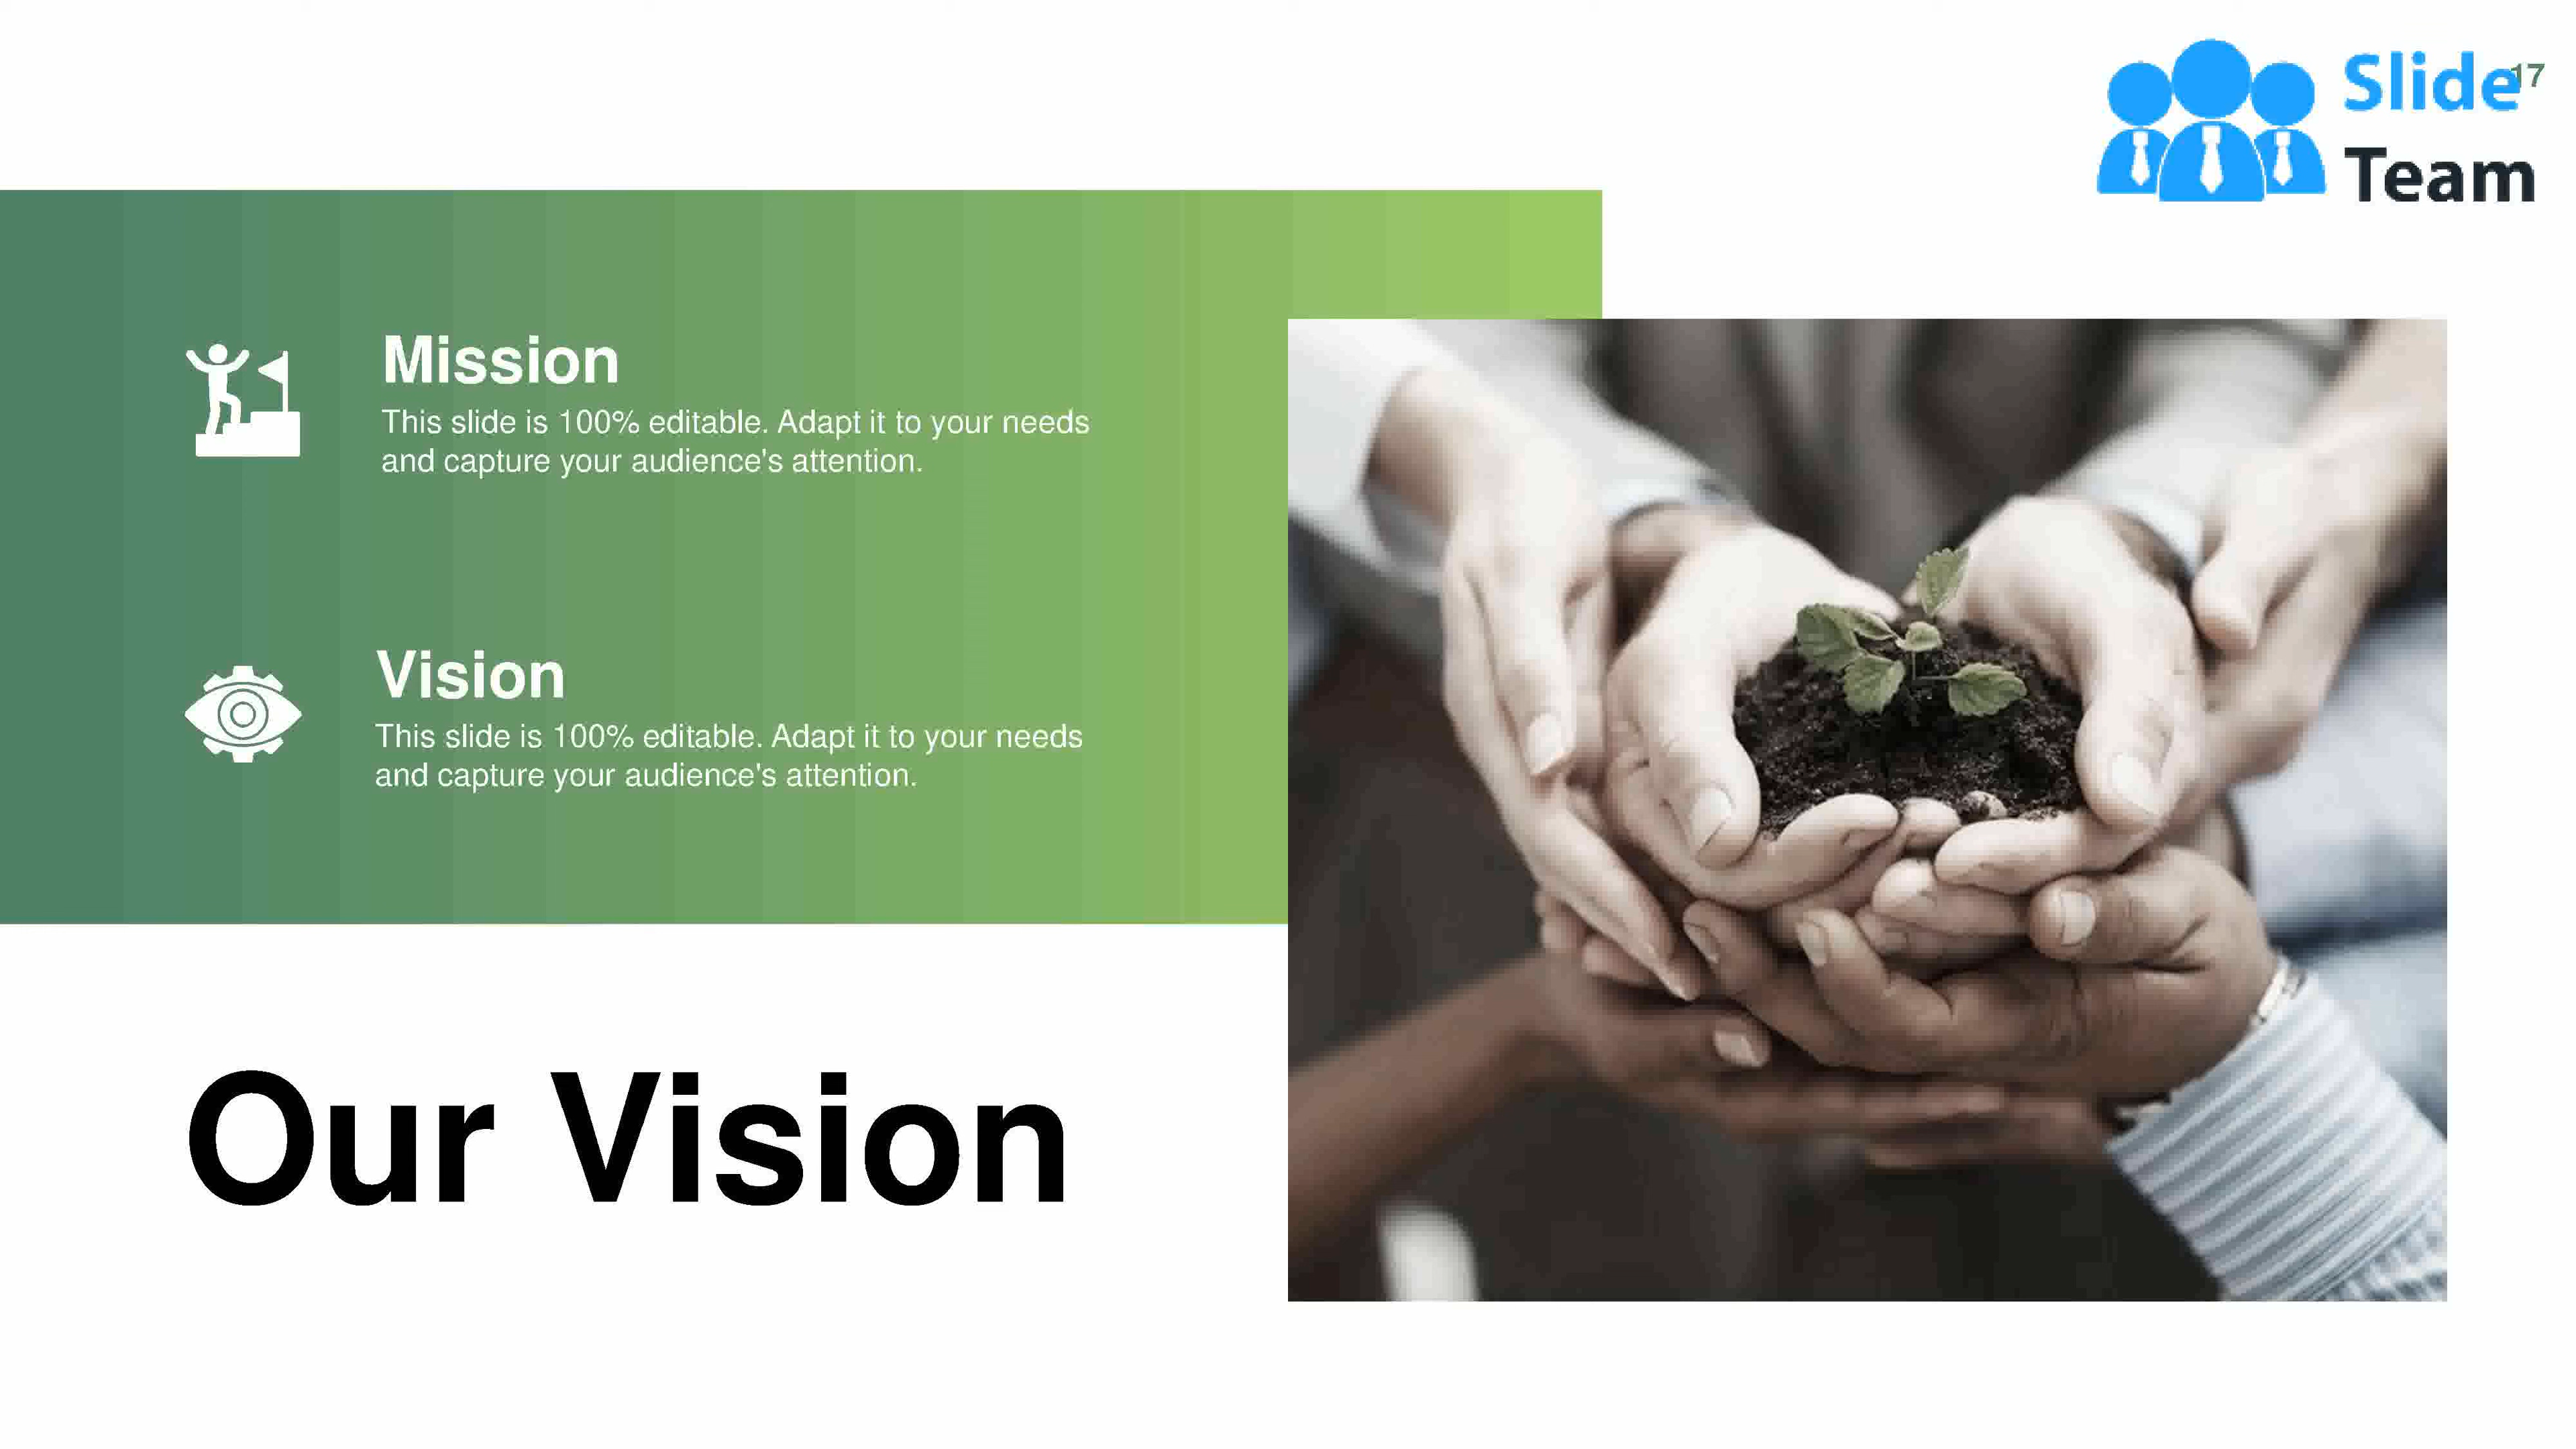 Slide
17
Team
Mission
This slide is 100% editable. Adapt it to your needs
and capture your audience's attention.
Vision
This slide is 100% editable. Adapt it to your needs
and capture your audience's attention.
Our Vision